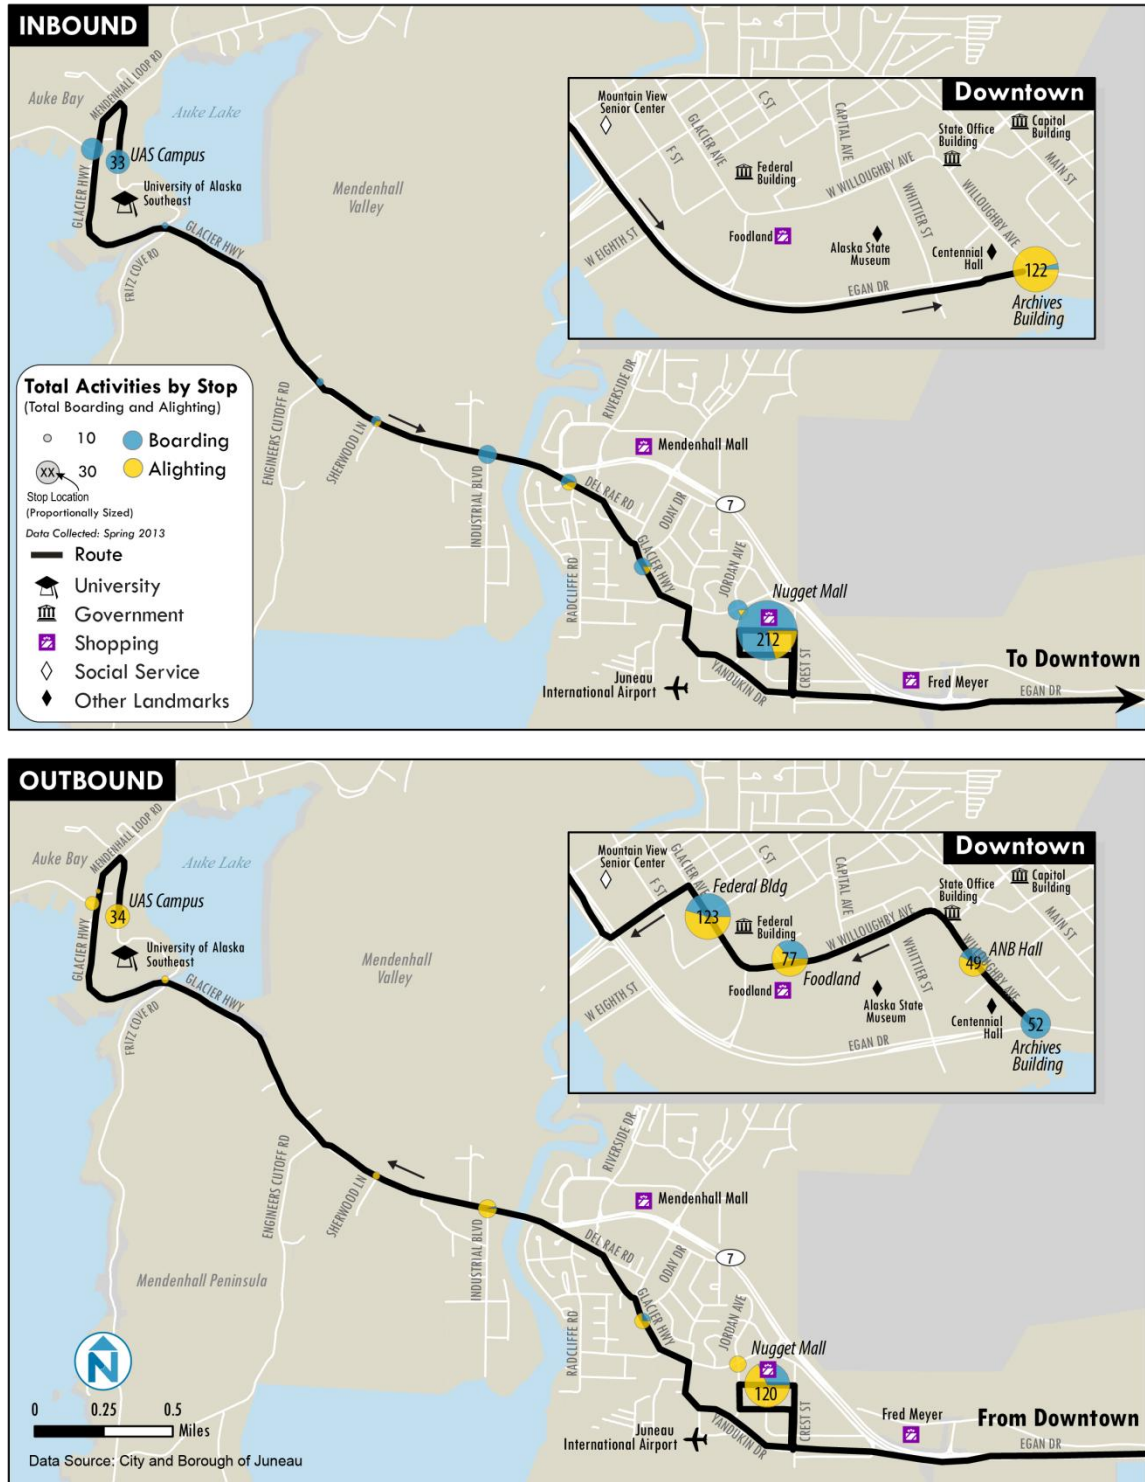 INBOUND
MENDENHALL LOOP RD
Auke Bay
Auke Lake
33
UAS Campus
University of Alaska
Southeast
GLACIER HWY
GLACIER HWY
FRITZ COVE RD
Mendenhall
Valley
Downtown
Mountain View
Senior Center
C ST
GLACIER AVE
F ST
CAPITAL AVE
State Office
Building
Capitol
Building
MAIN ST
Federal
Building
W WILLOUGHBY AVE
WHITTIER ST
WILLOUGHBY AVE
Foodland
Alaska State
Museum
Centennial
Hall
W EIGHTH ST
EGAN DR
122
Archives
Building
Total Activities by Stop
(Total Boarding and Alighting)
10
Boarding
XX
30
Alighting
Stop Location
(Proportionally Sized)
Data Collected: Spring 2013
Route
University
Government
Shopping
Social Service
Other Landmarks
ENGINEERS CUTOFF RD
SHERWOOD LN
INDUSTRIAL BLVD
RIVERSIDE DR
Mendenhall Mall
DEL RAE RD
ODAY DR
7
RADCLIFFE RD
GLACIER HWY
JORDAN AVE
Nugget Mall
212
Juneau
International Airport
YANDUKIN DR
CREST ST
Fred Meyer
To Downtown
EGAN DR
OUTBOUND
MENDENHALL LOOP RD
Auke Bay
Auke Lake
34
UAS Campus
University of Alaska
Southeast
GLACIER HWY
GLACIER HWY
FRITZ COVE RD
Mendenhall
Valley
Downtown
Mountain View
Senior Center
C ST
GLACIER AVE
F ST
CAPITAL AVE
State Office
Building
Capitol
Building
MAIN ST
Federal Bldg
123
Federal
Building
W WILLOUGHBY AVE
WHITTIER ST
ANB Hall
49
WILLOUGHBY AVE
77
Foodland
Foodland
Alaska State
Museum
Centennial
Hall
52
W EIGHTH ST
EGAN DR
Archives
Building
ENGINEERS CUTOFF RD
SHERWOOD LN
INDUSTRIAL BLVD
RIVERSIDE DR
Mendenhall Mall
DEL RAE RD
ODAY DR
7
Mendenhall Peninsula
RADCLIFFE RD
GLACIER HWY
JORDAN AVE
Nugget Mall
120
N
0 0.25 0.5
Miles
Juneau
International Airport
YANDUKIN DR
CREST ST
Fred Meyer
From Downtown
EGAN DR
Data Source: City and Borough of Juneau